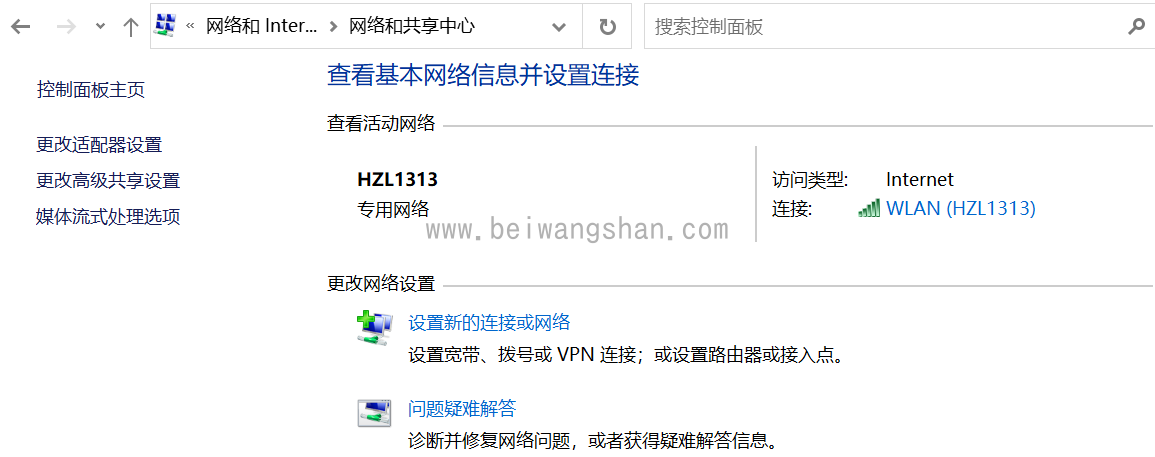 « 网络和 Inter... > 网络和共享中心
搜索控制面板
控制面板主页
更改适配器设置
更改高级共享设置
媒体流式处理选项
查看基本网络信息并设置连接
查看活动网络
HZL1313
专用网络
访问类型: Internet
连接: WLAN (HZL1313)
www.beiwangshan.com
更改网络设置
设置新的连接或网络
设置宽带、拨号或 VPN 连接；或设置路由器或接入点。
问题疑难解答
诊断并修复网络问题，或者获得疑难解答信息。